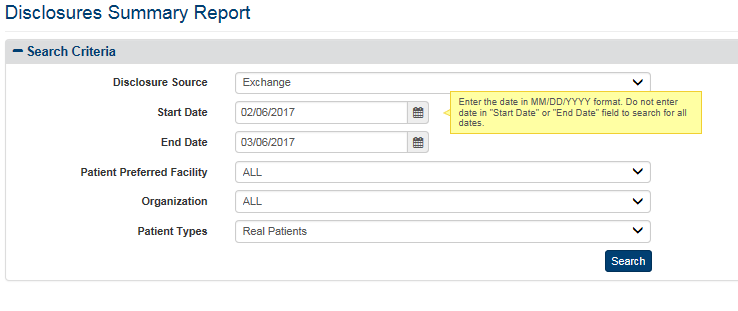 Disclosures Summary Report
Search Criteria
Disclosure Source Exchange
Start Date 02/06/2017
Enter the date in MM/DD/YYYY format. Do not enter
date in "Start Date" or "End Date" field to search for all
dates.
End Date 03/06/2017
Patient Preferred Facility ALL
Organization ALL
Patient Types Real Patients
Search